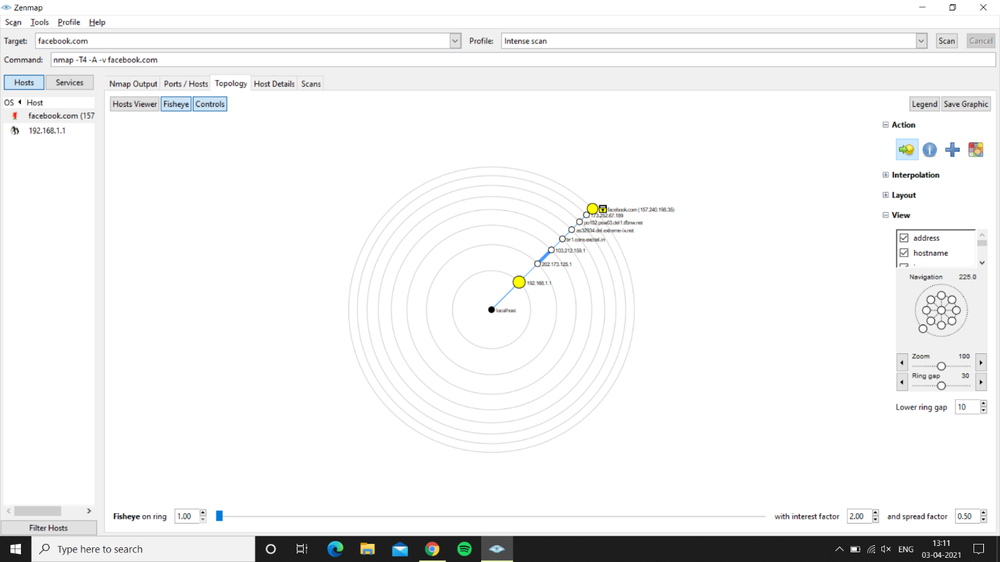 Zenmap
Scan Tools Profile Help
Target: facebook.com Profile: Intense scan Scan Cancel
Command: nmap -T4 -A -v facebook.com
Hosts Services
Nmap Output Ports / Hosts Topology Host Details Scans
OS Host
facebook.com (157
192.168.1.1
Hosts Viewer Fisheye Controls Legend Save Graphic
Action
Interpolation
Layout
View
address
hostname
Navigation 225.0
Zoom 100
Ring gap 30
Lower ring gap 10
facebook.com (157.240.198.35)
173.252.67.189
po102.psw03.del1.tfbnw.net
as32934.del.extreme-ix.net
br1.core.excitel.in
103.212.159.1
202.173.125.1
192.168.1.1
localhost
Fisheye on ring 1.00 with interest factor 2.00 and spread factor 0.50
Filter Hosts
Type here to search
ENG
13:11
03-04-2021